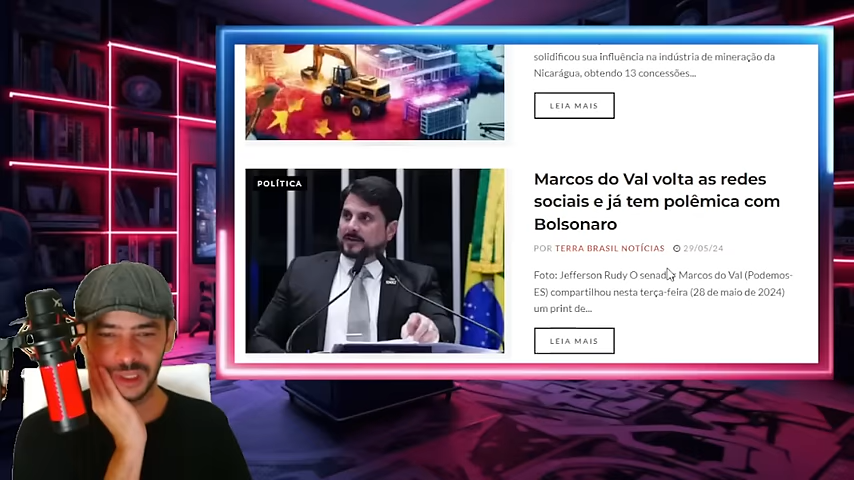 solidificou sua influência na indústria de mineração da
Nicarágua, obtendo 13 concessões...
LEIA MAIS
POLÍTICA
Marcos do Val volta as redes
sociais e já tem polêmica com
Bolsonaro
POR TERRA BRASIL NOTÍCIAS 29/05/24
Foto: Jefferson Rudy O senador Marcos do Val (Podemos-
ES) compartilhou nesta terça-feira (28 de maio de 2024)
um print de...
LEIA MAIS